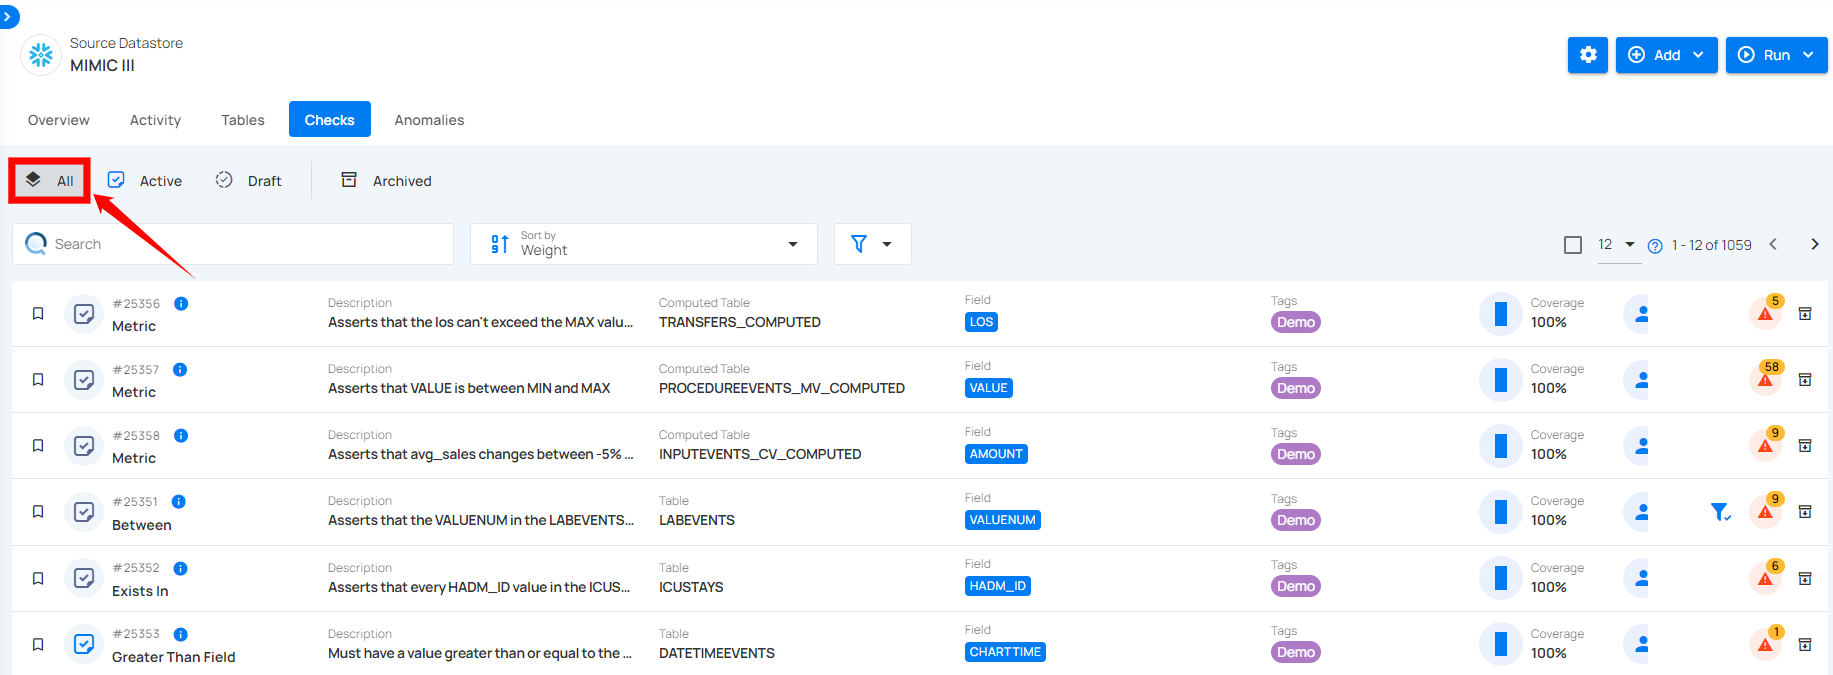 Source Datastore
MIMIC III
Add
Run
Overview
Activity
Tables
Checks
Anomalies
All
Active
Draft
Archived
Search
Sort by
Weight
12
1 - 12 of 1059
#25356
Metric
Description
Asserts that the los can't exceed the MAX valu...
Computed Table
TRANSFERS_COMPUTED
Field
LOS
Tags
Demo
Coverage
100%
5
#25357
Metric
Description
Asserts that VALUE is between MIN and MAX
Computed Table
PROCEDUREEVENTS_MV_COMPUTED
Field
VALUE
Tags
Demo
Coverage
100%
58
#25358
Metric
Description
Asserts that avg_sales changes between -5% ...
Computed Table
INPUTEVENTS_CV_COMPUTED
Field
AMOUNT
Tags
Demo
Coverage
100%
9
#25351
Between
Description
Asserts that the VALUENUM in the LABEVENTS...
Table
LABEVENTS
Field
VALUENUM
Tags
Demo
Coverage
100%
9
#25352
Exists In
Description
Asserts that every HADM_ID value in the ICUS...
Table
ICUSTAYS
Field
HADM_ID
Tags
Demo
Coverage
100%
6
#25353
Greater Than Field
Description
Must have a value greater than or equal to the ...
Table
DATETIMEEVENTS
Field
CHARTTIME
Tags
Demo
Coverage
100%
1